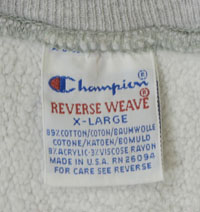 Champion®
REVERSE WEAVE®
X-LARGE
89% COTTON/COTON/BAUMWOLLE
COTONE/KATOEN/BOMULD
8% ACRYLIC-3% VISCOSE RAYON
MADE IN U.S.A. RN 26094
FOR CARE SEE REVERSE